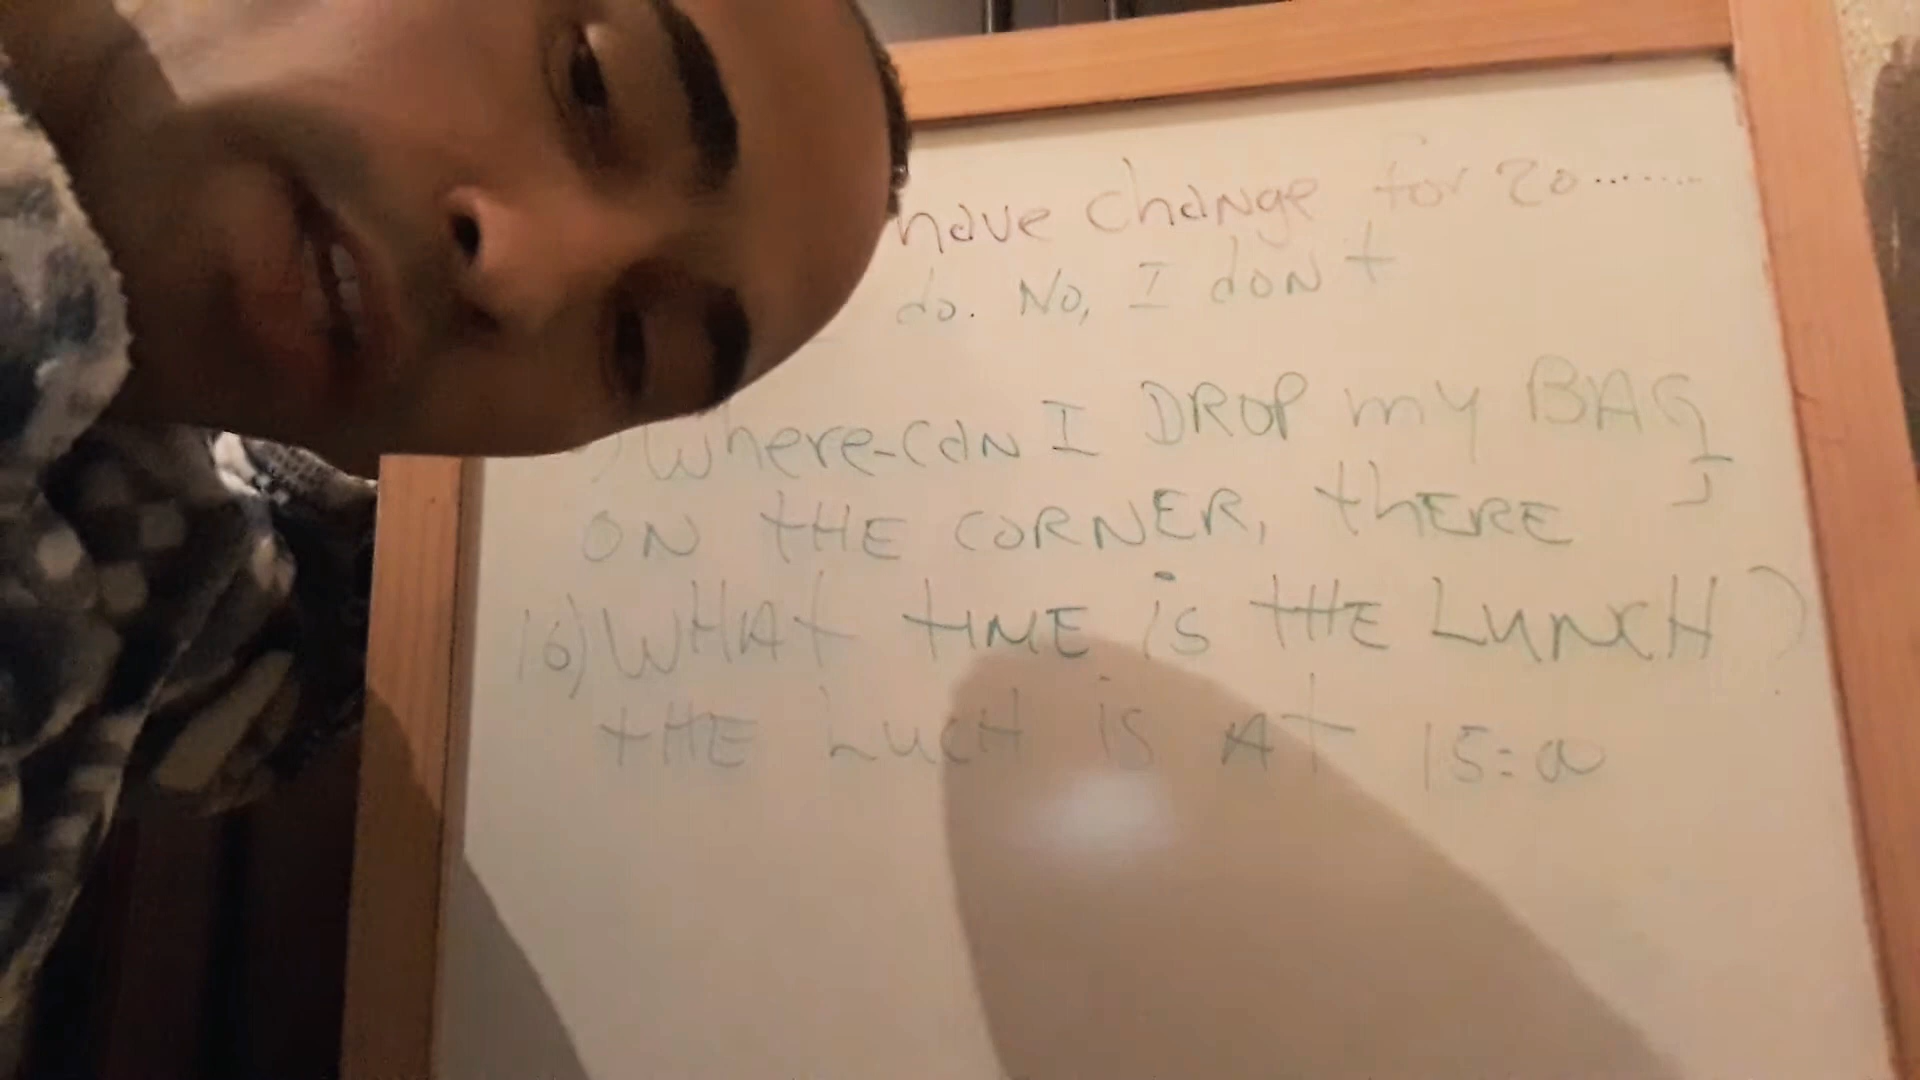 have change for 20........
do. No, I dont
Where-can I DROP my BAG
ON tHE CORNER, thERE
16) WHAt tIME is tHE LUNCH?
tHE LUCH is At 15:00